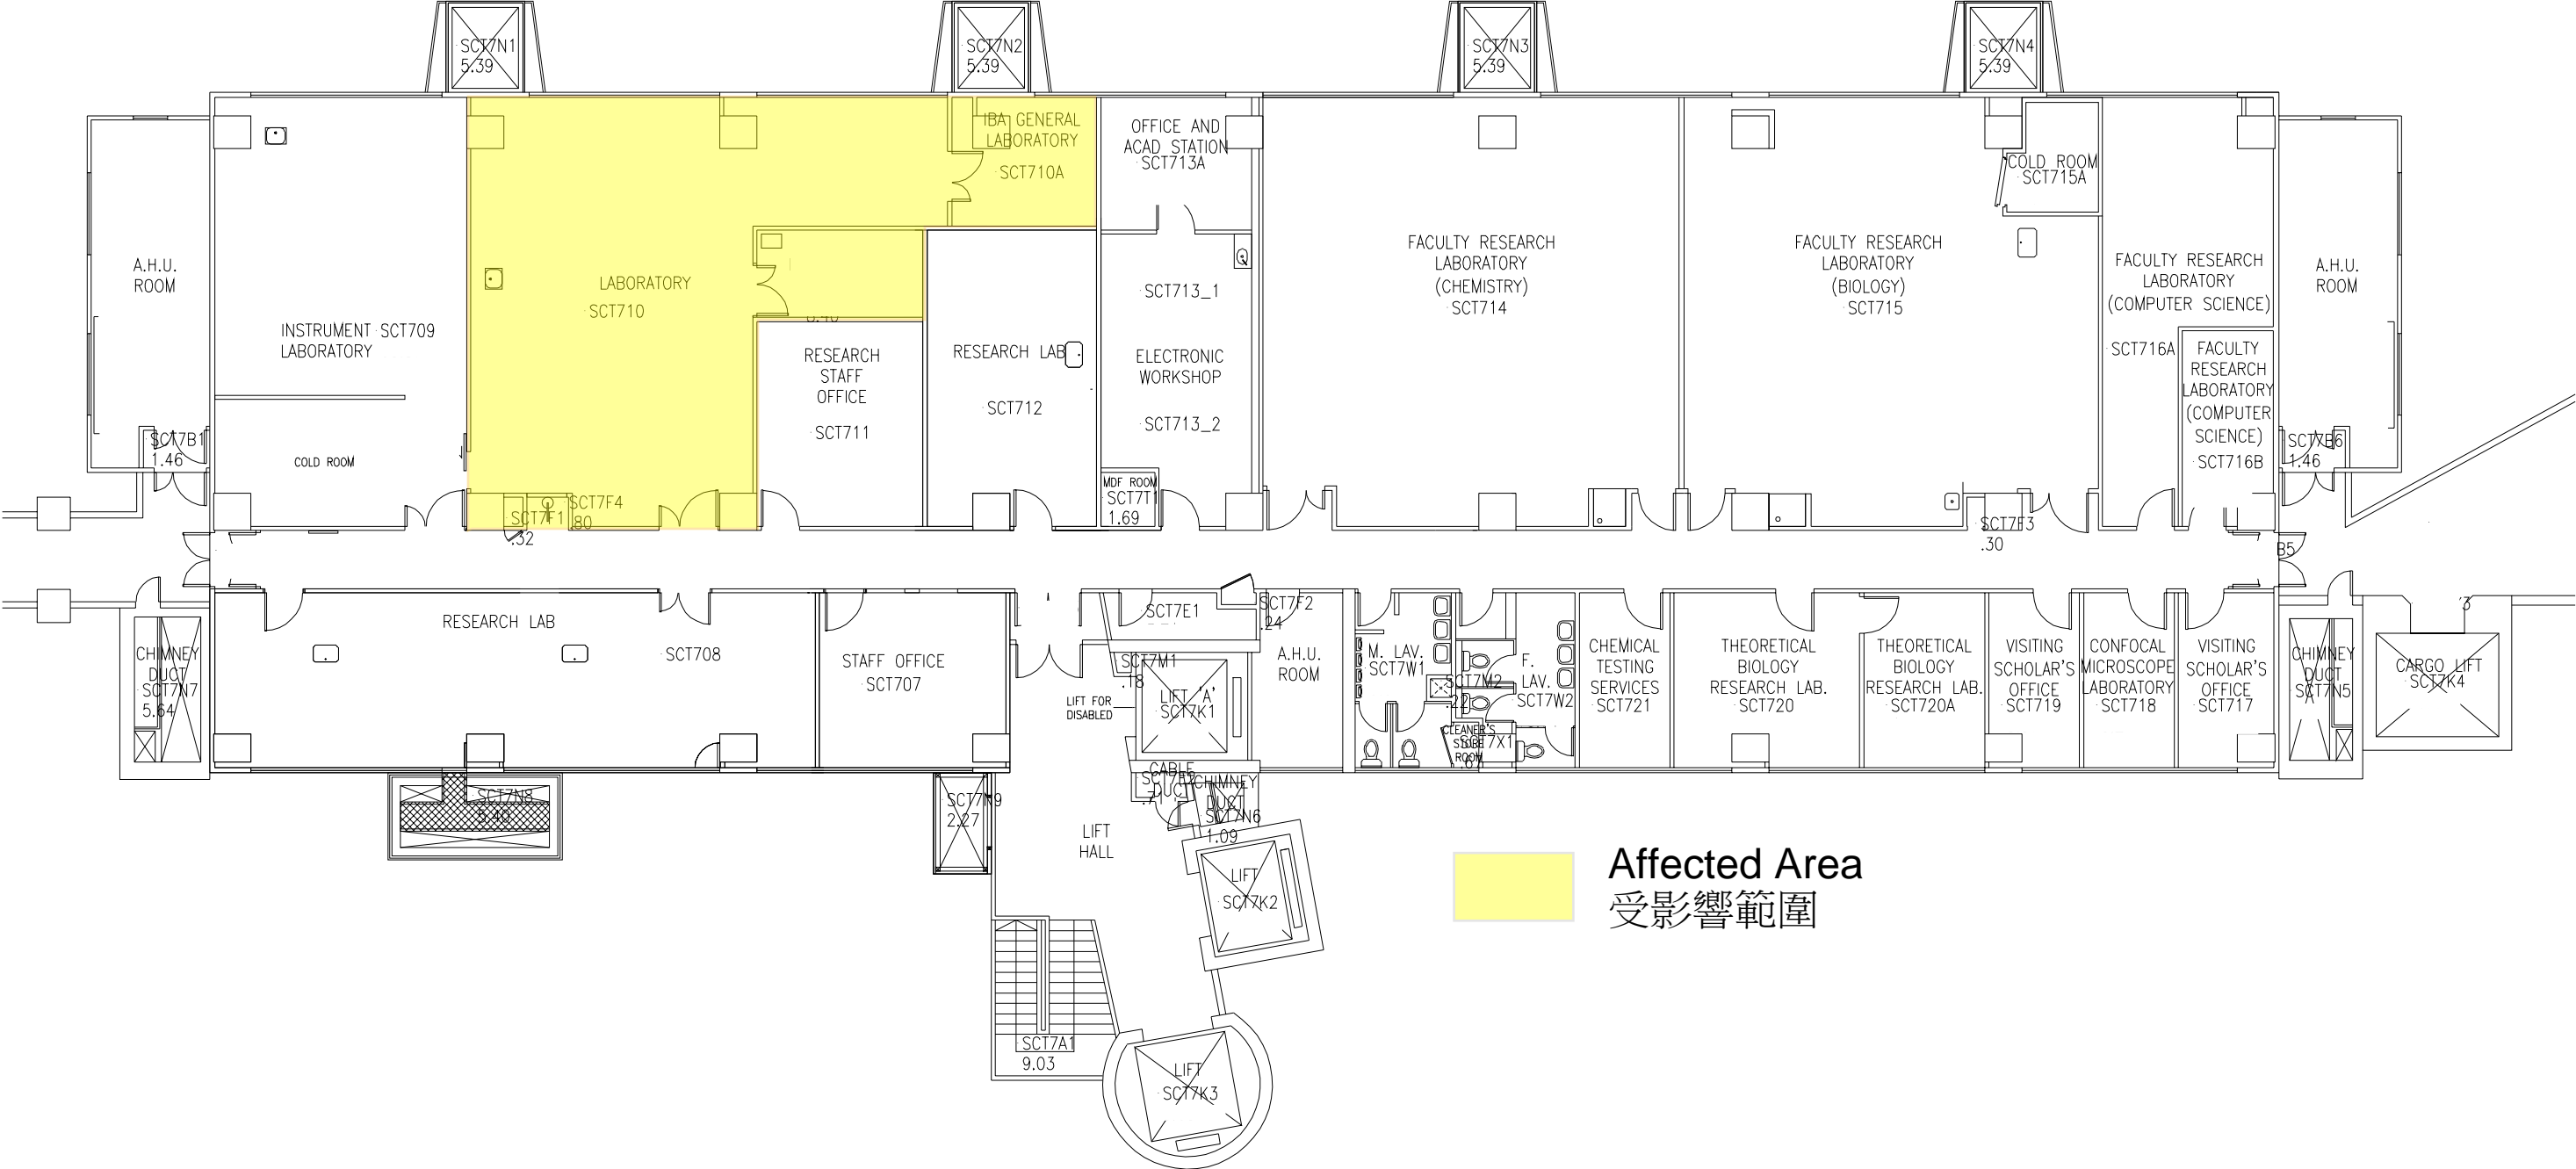 SCT7N1
5.39
SCT7N2
5.39
SCT7N3
5.39
SCT7N4
5.39
A.H.U.
ROOM
SCT7B1
1.46
INSTRUMENT SCT709
LABORATORY
COLD ROOM
LABORATORY
SCT710
SCT7F4
.80
SCT7F1
.32
IBA GENERAL
LABORATORY
SCT710A
RESEARCH
STAFF
OFFICE
SCT711
RESEARCH LAB
SCT712
OFFICE AND
ACAD STATION
SCT713A
SCT713_1
ELECTRONIC
WORKSHOP
SCT713_2
MDF ROOM
SCT7T1
1.69
FACULTY RESEARCH
LABORATORY
(CHEMISTRY)
SCT714
FACULTY RESEARCH
LABORATORY
(BIOLOGY)
SCT715
COLD ROOM
SCT715A
FACULTY RESEARCH
LABORATORY
(COMPUTER SCIENCE)
SCT716A
FACULTY
RESEARCH
LABORATORY
(COMPUTER
SCIENCE)
SCT716B
A.H.U.
ROOM
SCT7B6
1.46
SCT7F3
.30
B5
CHIMNEY
DUCT
SCT7N7
5.64
RESEARCH LAB
SCT708
STAFF OFFICE
SCT707
SCT7E1
SCT7F2
.24
SCT7M1
.18
LIFT FOR
DISABLED
LIFT 'A'
SCT7K1
A.H.U.
ROOM
M. LAV.
SCT7W1
SCT7M2
.22
F.
LAV.
SCT7W2
CLEANER'S
STORE
ROOM
SCT7X1
CHEMICAL
TESTING
SERVICES
SCT721
THEORETICAL
BIOLOGY
RESEARCH LAB.
SCT720
THEORETICAL
BIOLOGY
RESEARCH LAB.
SCT720A
VISITING
SCHOLAR'S
OFFICE
SCT719
CONFOCAL
MICROSCOPE
LABORATORY
SCT718
VISITING
SCHOLAR'S
OFFICE
SCT717
CHIMNEY
DUCT
SCT7N5
CARGO LIFT
SCT7K4
SCT7N8
SCT7N9
2.27
CABLE
DUCT
CHIMNEY
DUCT
SCT7N6
1.09
LIFT
HALL
LIFT
SCT7K2
SCT7A1
9.03
LIFT
SCT7K3
Affected Area
受影響範圍